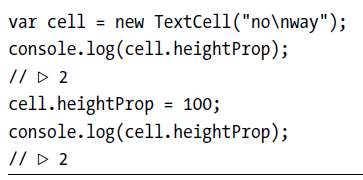 var cell = new TextCell("no\nway");
console.log(cell.heightProp);
// ▷ 2
cell.heightProp = 100;
console.log(cell.heightProp);
// ▷ 2